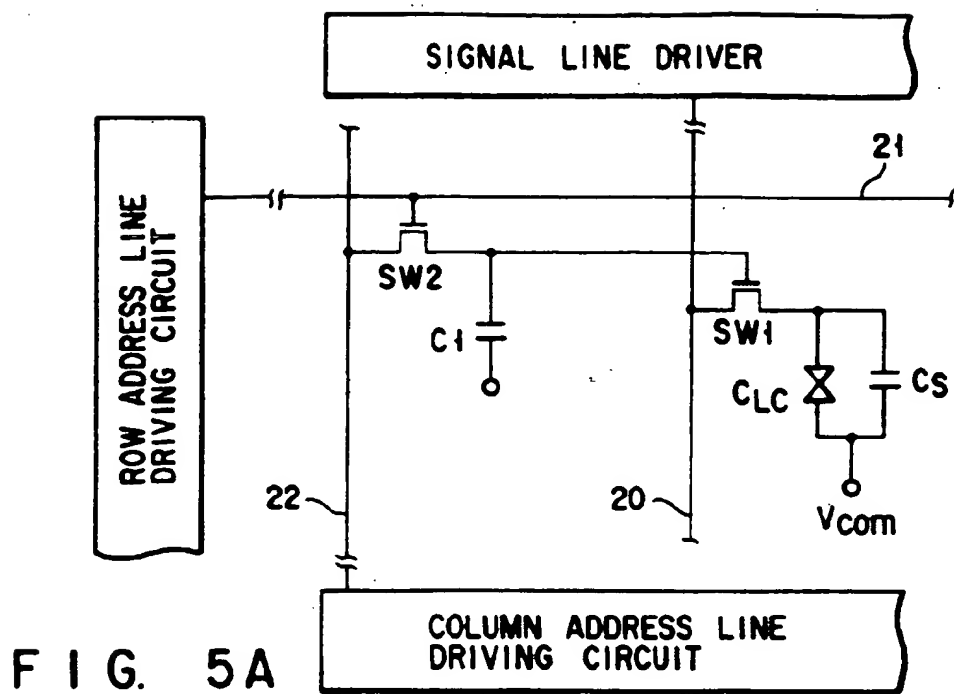 SIGNAL LINE DRIVER
21
ROW ADDRESS LINE
DRIVING CIRCUIT
SW2
SW1
C1
CLC
CS
22
20
Vcom
COLUMN ADDRESS LINE
DRIVING CIRCUIT
FIG. 5A